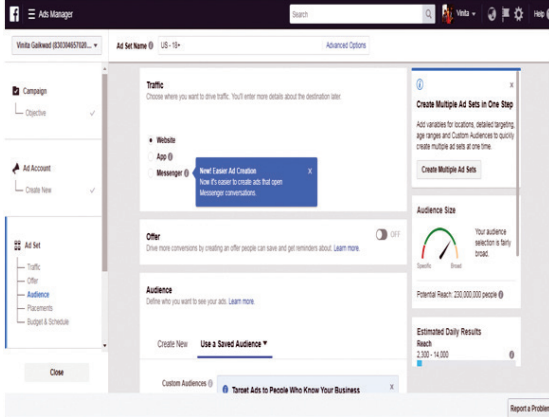 Ads Manager
Search
Vinita
Help
Vinita Gaikwad
Ad Set Name
US - 18+
Advanced Options
Campaign
Objective
Ad Account
Create New
Ad Set
Traffic
Offer
Audience
Placements
Budget & Schedule
Close
Traffic
Choose where you want to drive traffic. You'll enter more details about the destination later.
Website
App
Messenger
New! Easier Ad Creation
X
Now it's easier to create ads that open
Messenger conversations.
Offer
OFF
Drive more conversions by creating an offer people can save and get reminders about. Learn more.
Audience
Define who you want to see your ads. Learn more.
Create New
Use a Saved Audience
Custom Audiences
Target Ads to People Who Know Your Business
X
X
Create Multiple Ad Sets in One Step
Add variables for locations, detailed targeting,
age ranges and Custom Audiences to quickly
create multiple ad sets at one time.
Create Multiple Ad Sets
Audience Size
Your audience
selection is fairly
broad.
Specific
Broad
Potential Reach: 230,000,000 people
Estimated Daily Results
Reach
2,300 - 14,000
Report a Problem